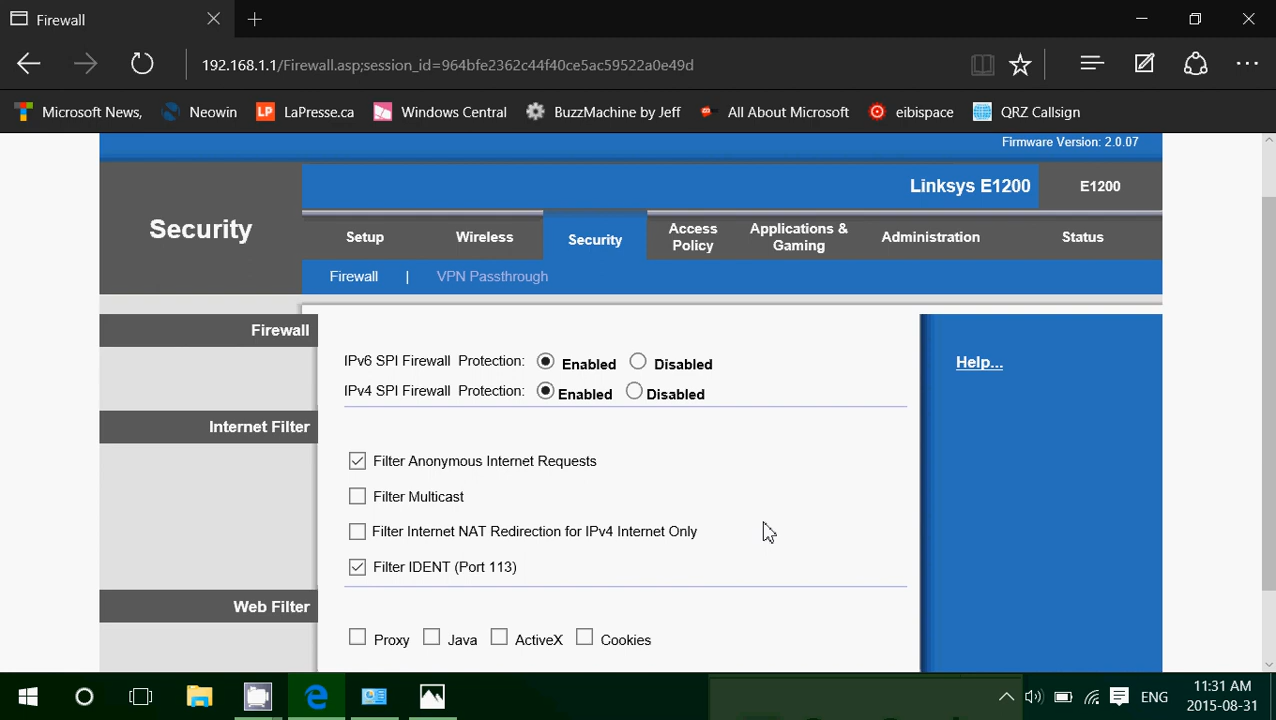 Firewall
192.168.1.1/Firewall.asp;session_id=964bfe2362c44f40ce5ac59522a0e49d
Microsoft News, Neowin LP LaPresse.ca Windows Central BuzzMachine by Jeff All About Microsoft eibispace QRZ Callsign
Firmware Version: 2.0.07
Linksys E1200 E1200
Security
Setup Wireless Security Access Policy Applications & Gaming Administration Status
Firewall | VPN Passthrough
Firewall
IPv6 SPI Firewall Protection: Enabled Disabled
IPv4 SPI Firewall Protection: Enabled Disabled
Help...
Internet Filter
Filter Anonymous Internet Requests
Filter Multicast
Filter Internet NAT Redirection for IPv4 Internet Only
Filter IDENT (Port 113)
Web Filter
Proxy Java ActiveX Cookies
ENG
11:31 AM
2015-08-31